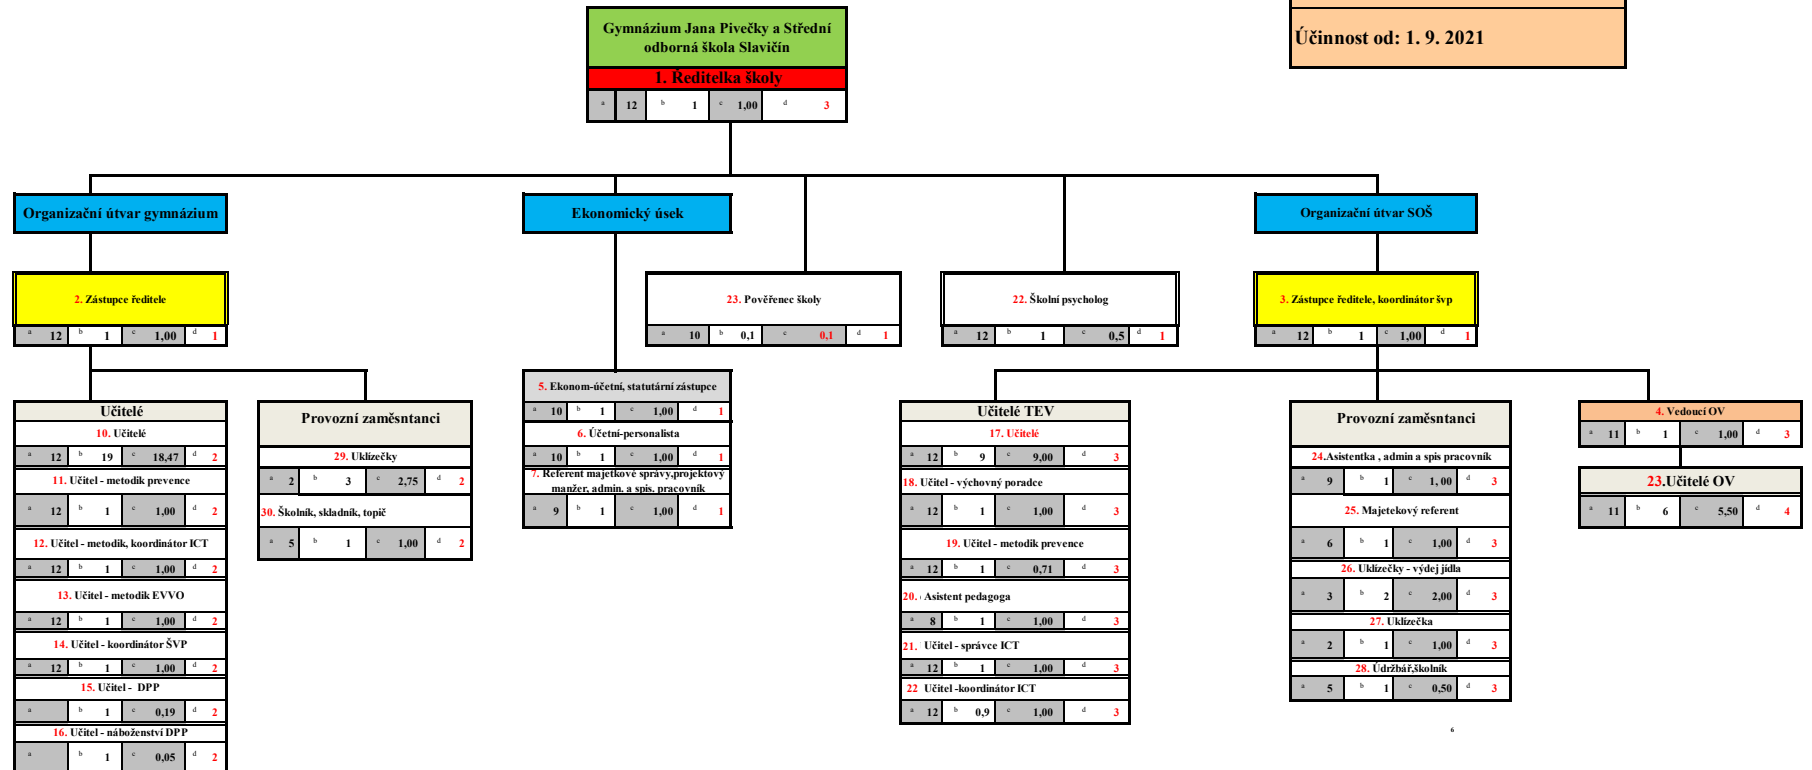 Gymnázium Jana Pivečky a Střední
odborná škola Slavičín
1. Ředitelka školy
a 12 b 1 c 1,00 d 3
Účinnost od: 1. 9. 2021
Organizační útvar gymnázium
Ekonomický úsek
Organizační útvar SOŠ
2. Zástupce ředitele
a 12 b 1 c 1,00 d 1
23. Pověřenec školy
a 10 b 0,1 c 0,1 d 1
22. Školní psycholog
a 12 b 1 c 0,5 d 1
3. Zástupce ředitele, koordinátor švp
a 12 b 1 c 1,00 d 1
Učitelé
10. Učitelé
a 12 b 19 c 18,47 d 2
11. Učitel - metodik prevence
a 12 b 1 c 1,00 d 2
12. Učitel - metodik, koordinátor ICT
a 12 b 1 c 1,00 d 2
13. Učitel - metodik EVVO
a 12 b 1 c 1,00 d 2
14. Učitel - koordinátor ŠVP
a 12 b 1 c 1,00 d 2
15. Učitel - DPP
a b 1 c 0,19 d 2
16. Učitel - náboženství DPP
a b 1 c 0,05 d 2
Provozní zaměsntanci
29. Uklízečky
a 2 b 3 c 2,75 d 2
30. Školník, skladník, topič
a 5 b 1 c 1,00 d 2
5. Ekonom-účetní, statutární zástupce
a 10 b 1 c 1,00 d 1
6. Účetní-personalista
a 10 b 1 c 1,00 d 1
7. Referent majetkové správy,projektový
manžer, admin. a spis. pracovník
a 9 b 1 c 1,00 d 1
Učitelé TEV
17. Učitelé
a 12 b 9 c 9,00 d 3
18. Učitel - výchovný poradce
a 12 b 1 c 1,00 d 3
19. Učitel - metodik prevence
a 12 b 1 c 0,71 d 3
20. Asistent pedagoga
a 8 b 1 c 1,00 d 3
21. Učitel - správce ICT
a 12 b 1 c 1,00 d 3
22 Učitel -koordinátor ICT
a 12 b 0,9 c 1,00 d 3
Provozní zaměsntanci
24.Asistentka , admin a spis pracovník
a 9 b 1 c 1, 00 d 3
25. Majetekový referent
a 6 b 1 c 1,00 d 3
26. Uklízečky - výdej jídla
a 3 b 2 c 2,00 d 3
27. Uklízečka
a 2 b 1 c 1,00 d 3
28. Údržbář,školník
a 5 b 1 c 0,50 d 3
6
4. Vedoucí OV
a 11 b 1 c 1,00 d 3
23.Učitelé OV
a 11 b 6 c 5,50 d 4